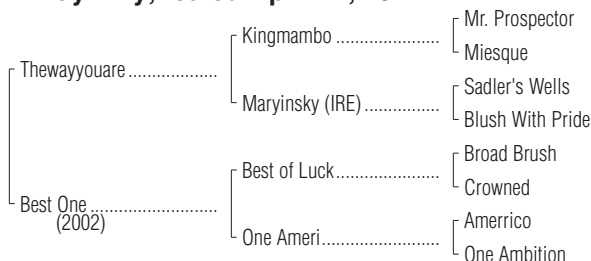 Kingmambo ................... Mr. Prospector
Miesque
Thewayyouare ...................
Maryinsky (IRE) ................ Sadler's Wells
Blush With Pride
Best of Luck...................... Broad Brush
Crowned
Best One ...........................
(2002)
One Ameri......................... Amerrico
One Ambition